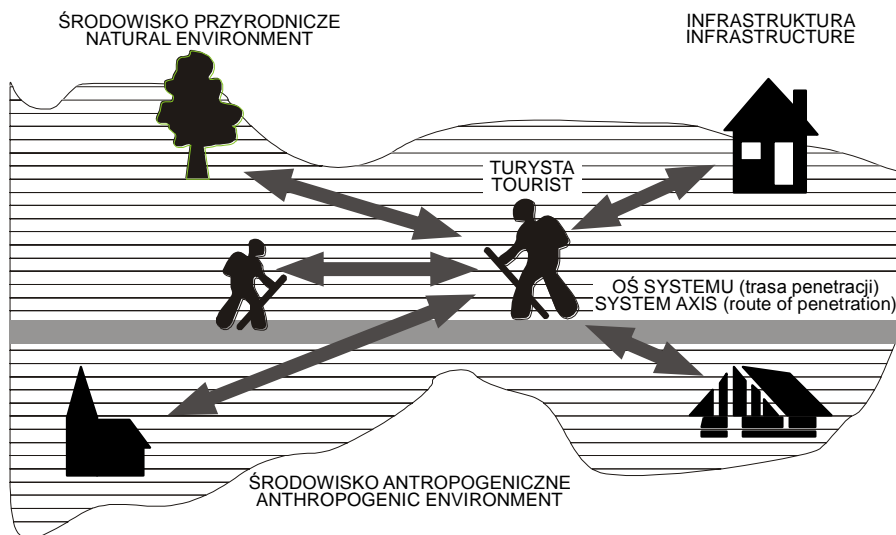 ŚRODOWISKO PRZYRODNICZE
NATURAL ENVIRONMENT
INFRASTRUKTURA
INFRASTRUCTURE
TURYSTA
TOURIST
OŚ SYSTEMU (trasa penetracji)
SYSTEM AXIS (route of penetration)
ŚRODOWISKO ANTROPOGENICZNE
ANTHROPOGENIC ENVIRONMENT